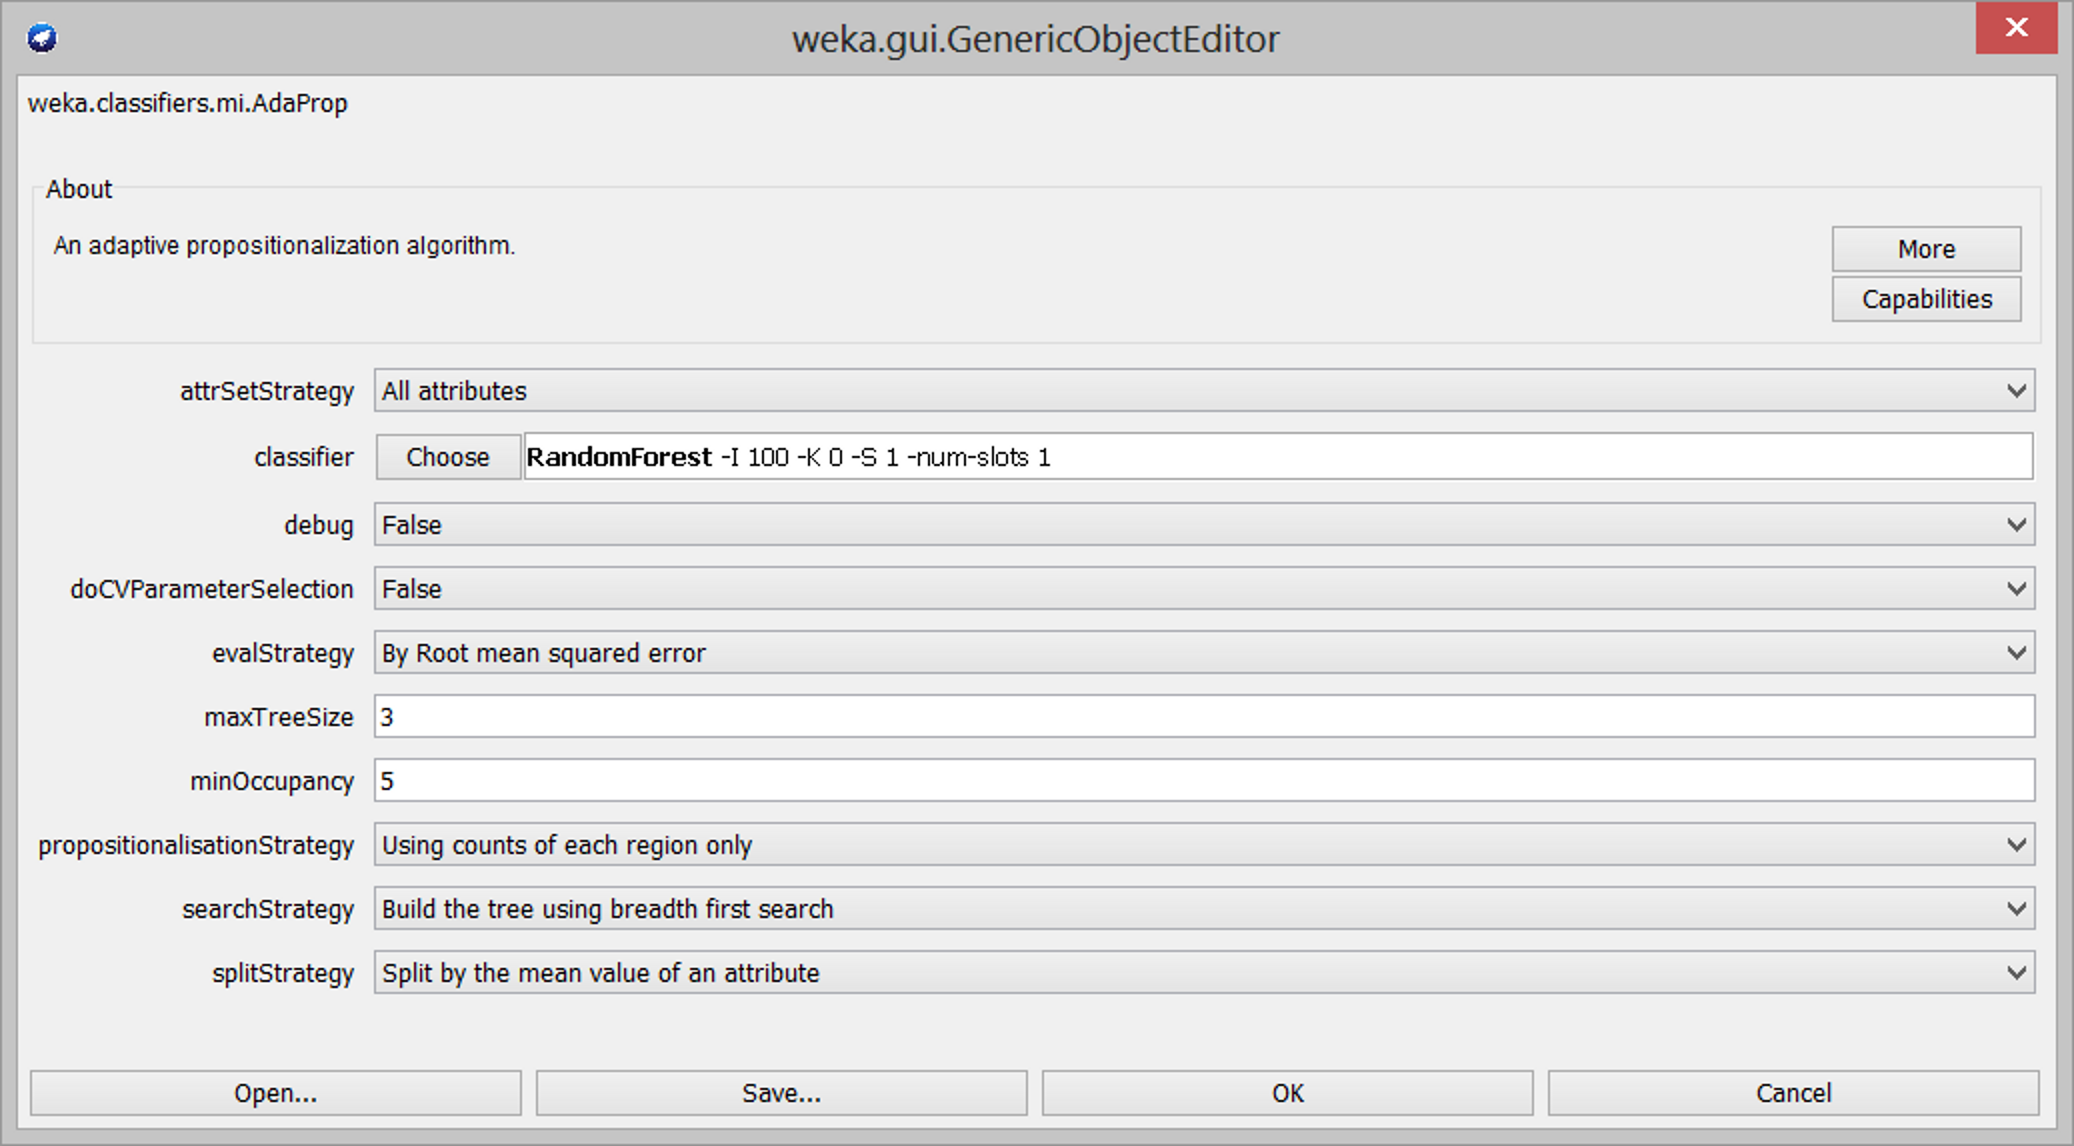 weka.gui.GenericObjectEditor
weka.classifiers.mi.AdaProp
About
An adaptive propositionalization algorithm.
More
Capabilities
attrSetStrategy All attributes
classifier Choose RandomForest -I 100 -K 0 -S 1 -num-slots 1
debug False
doCVParameterSelection False
evalStrategy By Root mean squared error
maxTreeSize 3
minOccupancy 5
propositionalisationStrategy Using counts of each region only
searchStrategy Build the tree using breadth first search
splitStrategy Split by the mean value of an attribute
Open... Save... OK Cancel